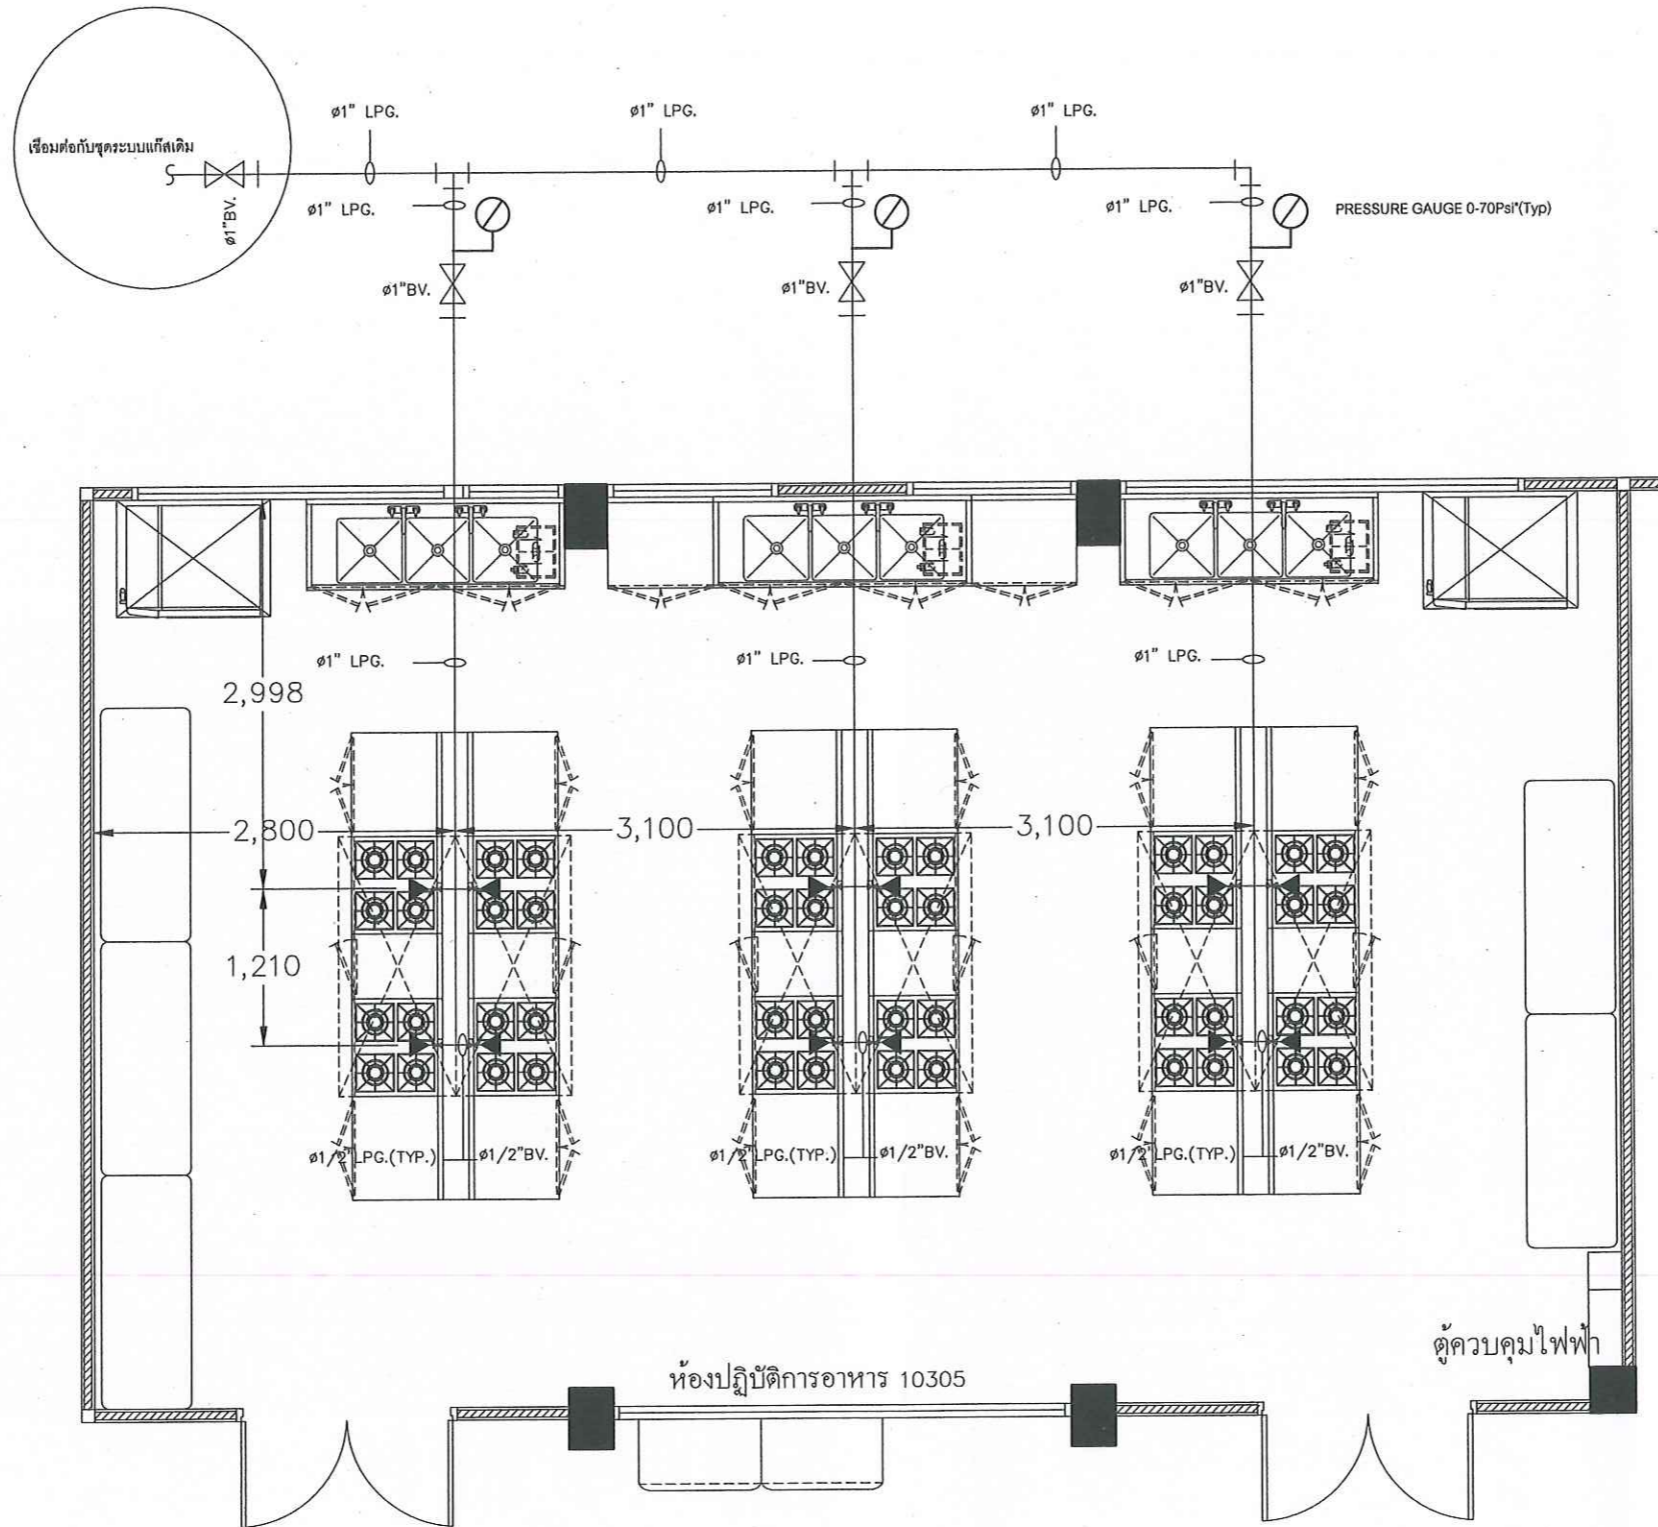 ø1" LPG.
ø1" LPG.
ø1" LPG.
เชื่อมต่อกับชุดระบบแก๊สเดิม
ø1"BV.
ø1" LPG.
ø1" LPG.
ø1" LPG.
PRESSURE GAUGE 0-70Psi"(Typ)
ø1"BV.
ø1"BV.
ø1"BV.
ø1" LPG.
ø1" LPG.
ø1" LPG.
2,998
2,800
3,100
3,100
1,210
ø1/2" LPG.(TYP.)
ø1/2"BV.
ø1/2" LPG.(TYP.)
ø1/2"BV.
ø1/2" LPG.(TYP.)
ø1/2"BV.
ตู้ควบคุมไฟฟ้า
ห้องปฏิบัติการอาหาร 10305